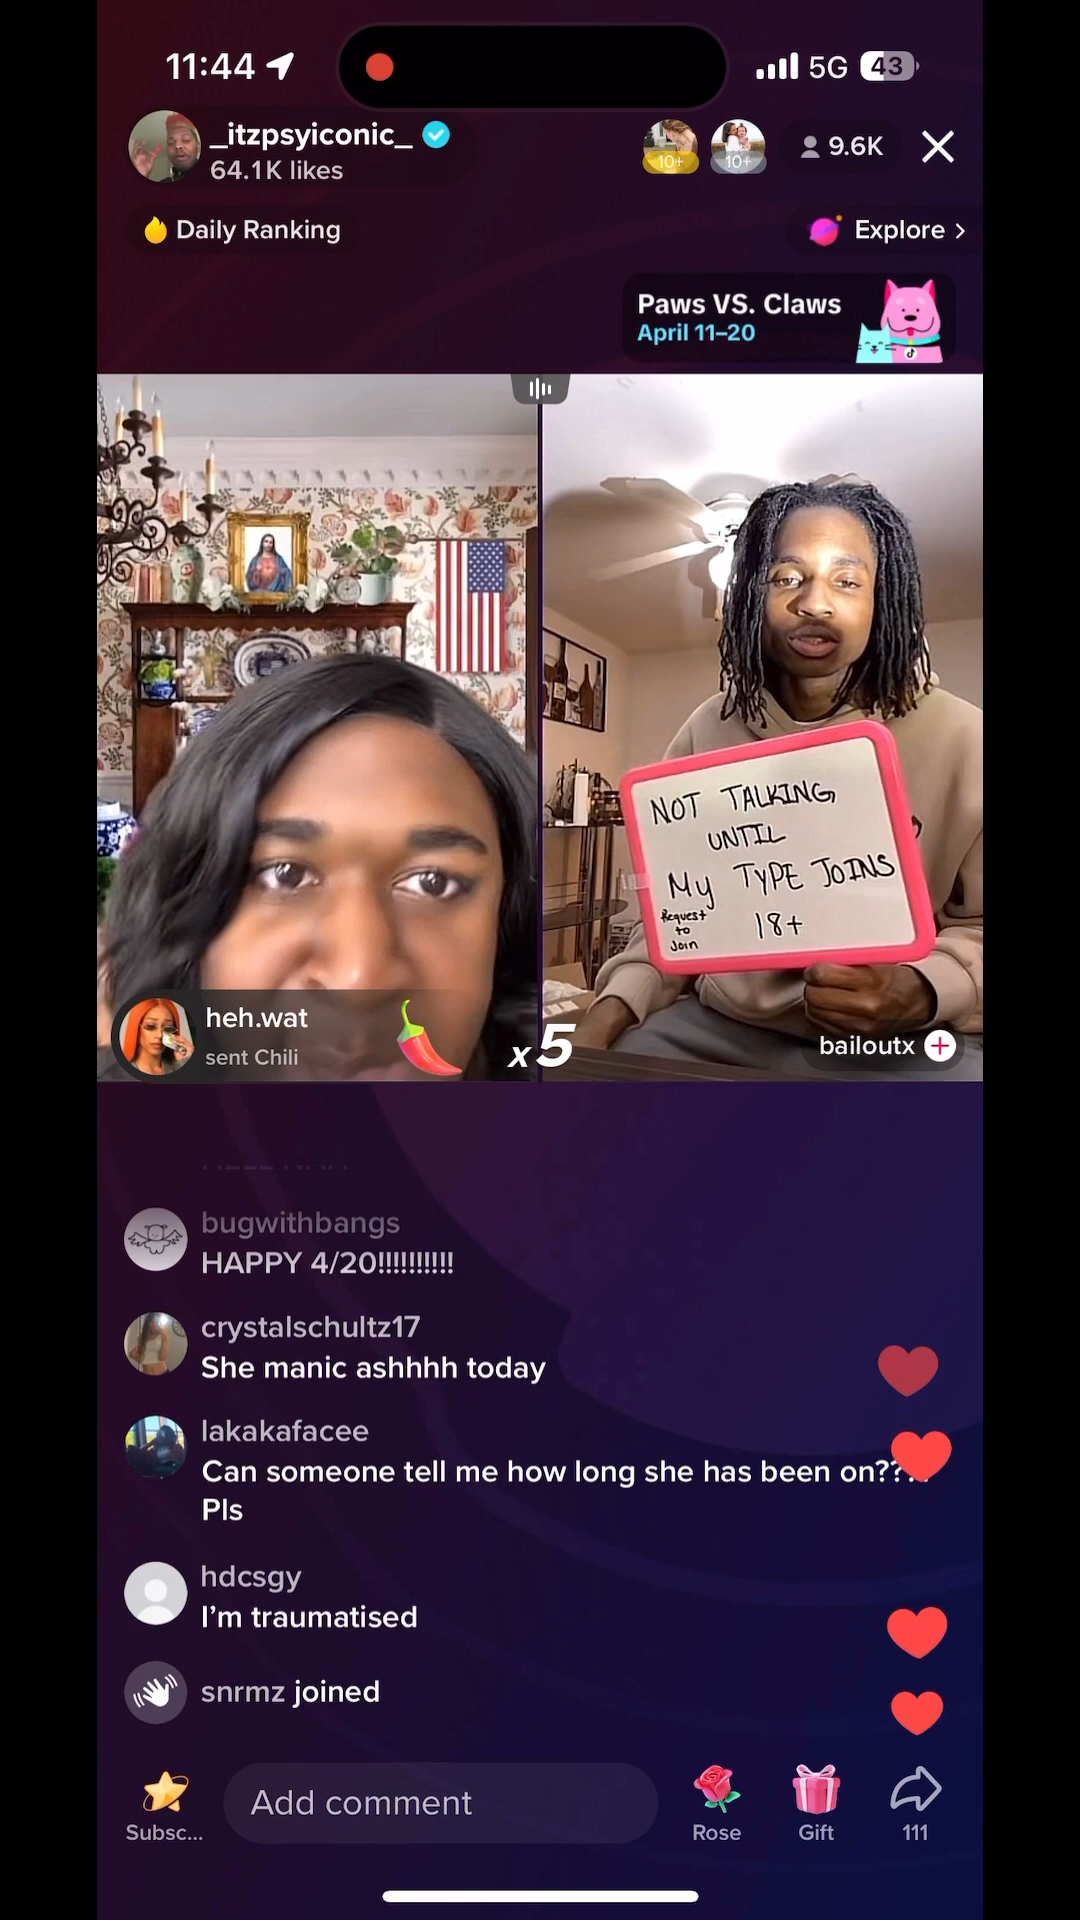 11:44
5G
43
_itzpsyiconic_
64.1K likes
10+
10+
9.6K
Daily Ranking
Explore
Paws VS. Claws
April 11–20
NOT TALKING
UNTIL
My TYPE JOINS
Request
to
Join
18+
heh.wat
sent Chili
x5
bailoutx
bugwithbangs
HAPPY 4/20!!!!!!!!!!
crystalschultz17
She manic ashhhh today
lakakafacee
Can someone tell me how long she has been on????
Pls
hdcsgy
I’m traumatised
snrmz joined
Subsc...
Add comment
Rose
Gift
111